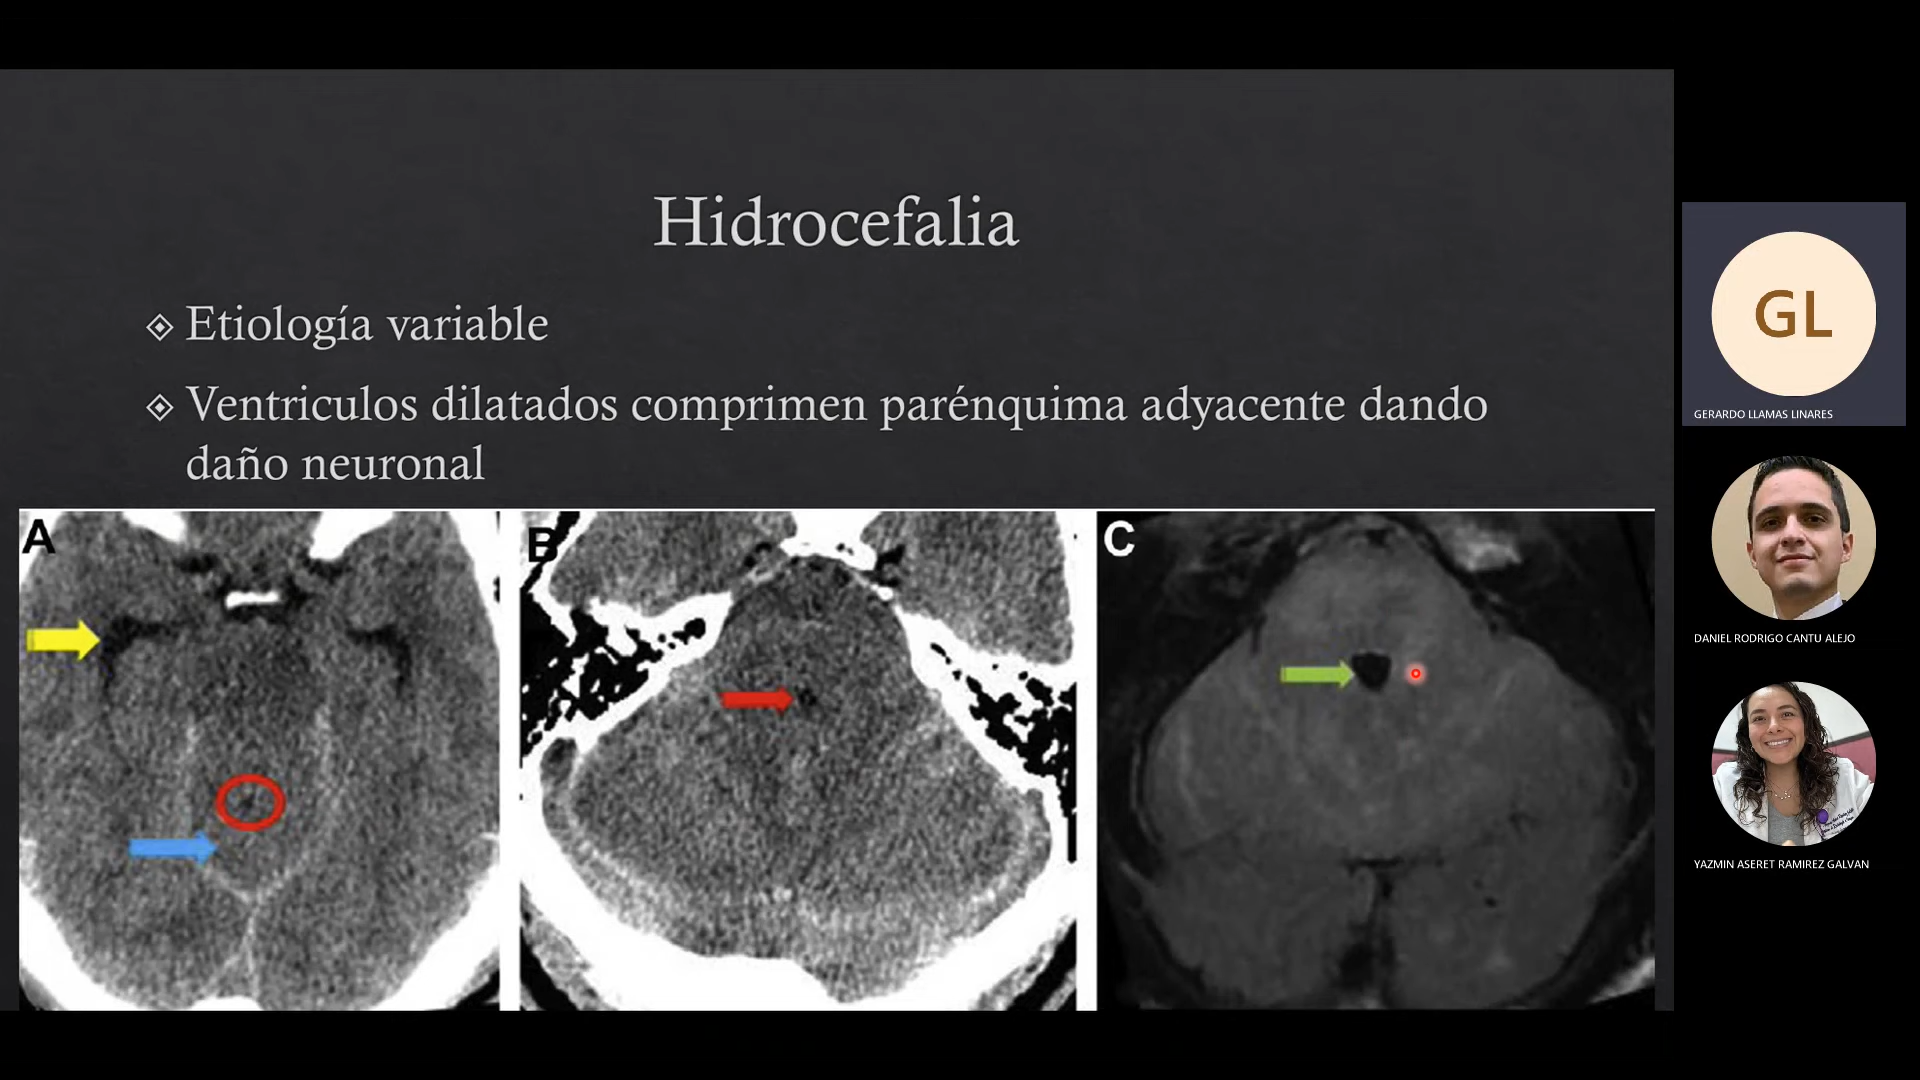 Hidrocefalia
Etiología variable
Ventriculos dilatados comprimen parénquima adyacente dando
daño neuronal
A
B
C
GL
GERARDO LLAMAS LINARES
DANIEL RODRIGO CANTU ALEJO
YAZMIN ASERET RAMIREZ GALVAN